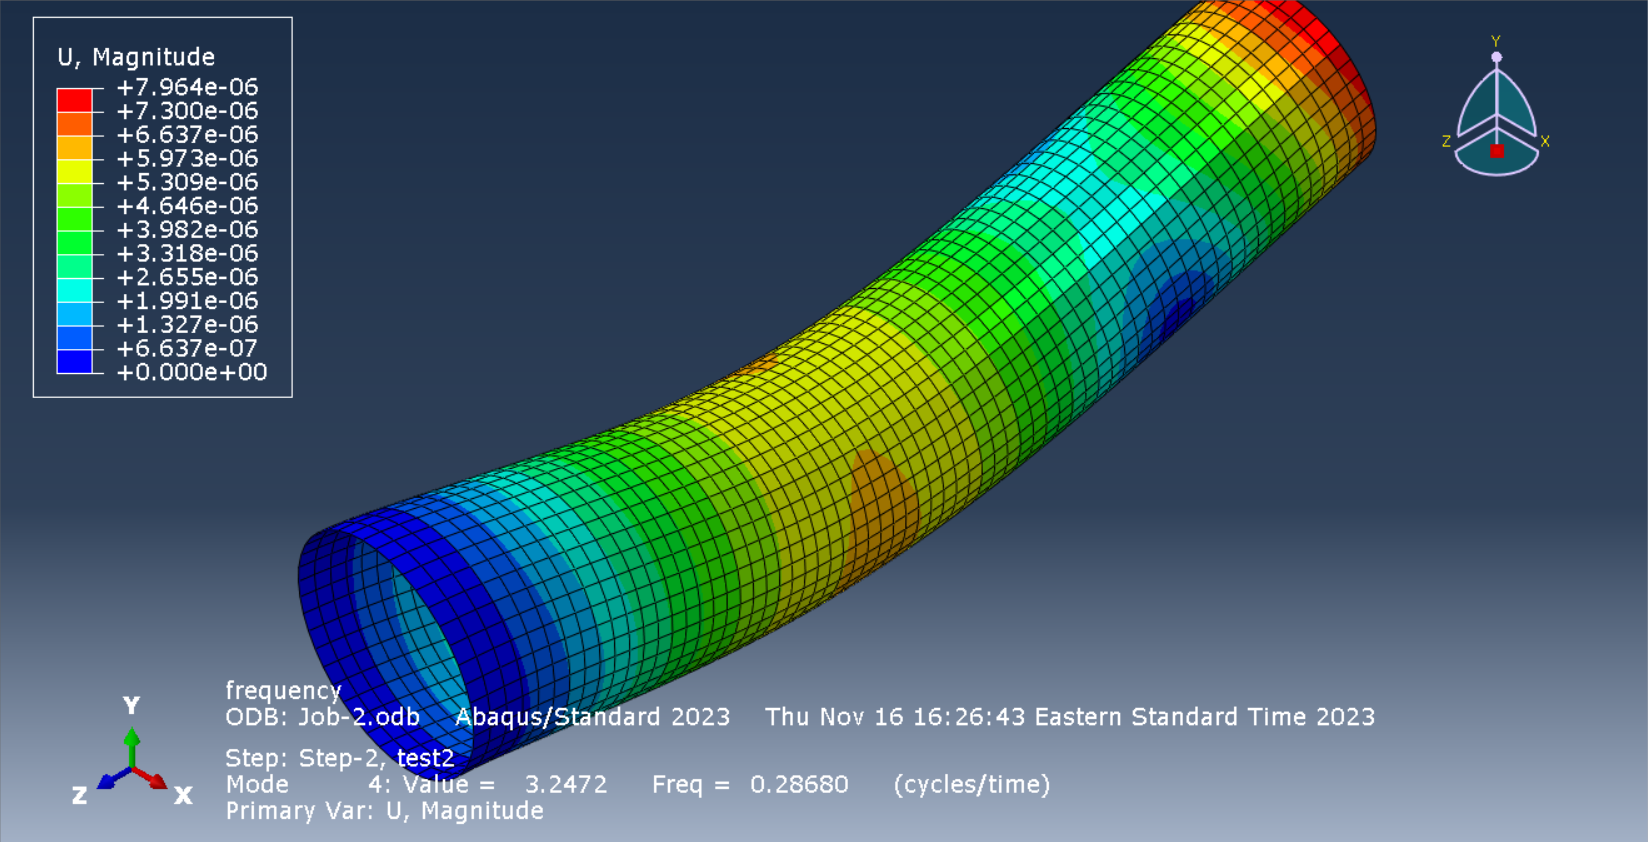 U, Magnitude
+7.964e-06
+7.300e-06
+6.637e-06
+5.973e-06
+5.309e-06
+4.646e-06
+3.982e-06
+3.318e-06
+2.655e-06
+1.991e-06
+1.327e-06
+6.637e-07
+0.000e+00
Y
Z X
Y
Z X
frequency
ODB: Job-2.odb Abaqus/Standard 2023 Thu Nov 16 16:26:43 Eastern Standard Time 2023
Step: Step-2, test2
Mode 4: Value = 3.2472 Freq = 0.28680 (cycles/time)
Primary Var: U, Magnitude